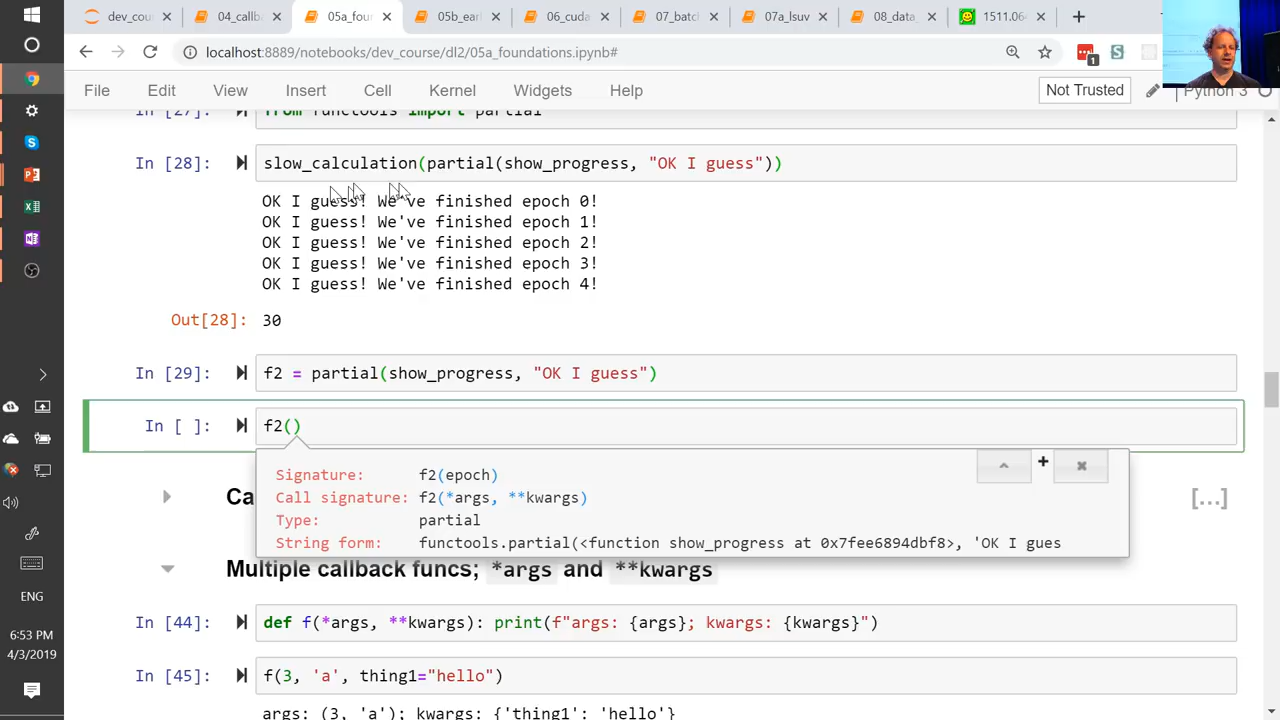 dev_cou
04_callb
05a_fou
05b_earl
06_cuda
07_batc
07a_lsuv
08_data_
1511.06
localhost:8889/notebooks/dev_course/dl2/05a_foundations.ipynb#
1
File Edit View Insert Cell Kernel Widgets Help
Not Trusted
Python 3
In [27]: from functools import partial
In [28]: slow_calculation(partial(show_progress, "OK I guess"))
OK I guess! We've finished epoch 0!
OK I guess! We've finished epoch 1!
OK I guess! We've finished epoch 2!
OK I guess! We've finished epoch 3!
OK I guess! We've finished epoch 4!
Out[28]: 30
In [29]: f2 = partial(show_progress, "OK I guess")
In [ ]: f2()
Signature: f2(epoch)
Call signature: f2(*args, **kwargs)
Type: partial
String form: functools.partial(<function show_progress at 0x7fee6894dbf8>, 'OK I gues
Ca
[...]
Multiple callback funcs; *args and **kwargs
In [44]: def f(*args, **kwargs): print(f"args: {args}; kwargs: {kwargs}")
In [45]: f(3, 'a', thing1="hello")
args: (3, 'a'); kwargs: {'thing1': 'hello'}
ENG
6:53 PM
4/3/2019